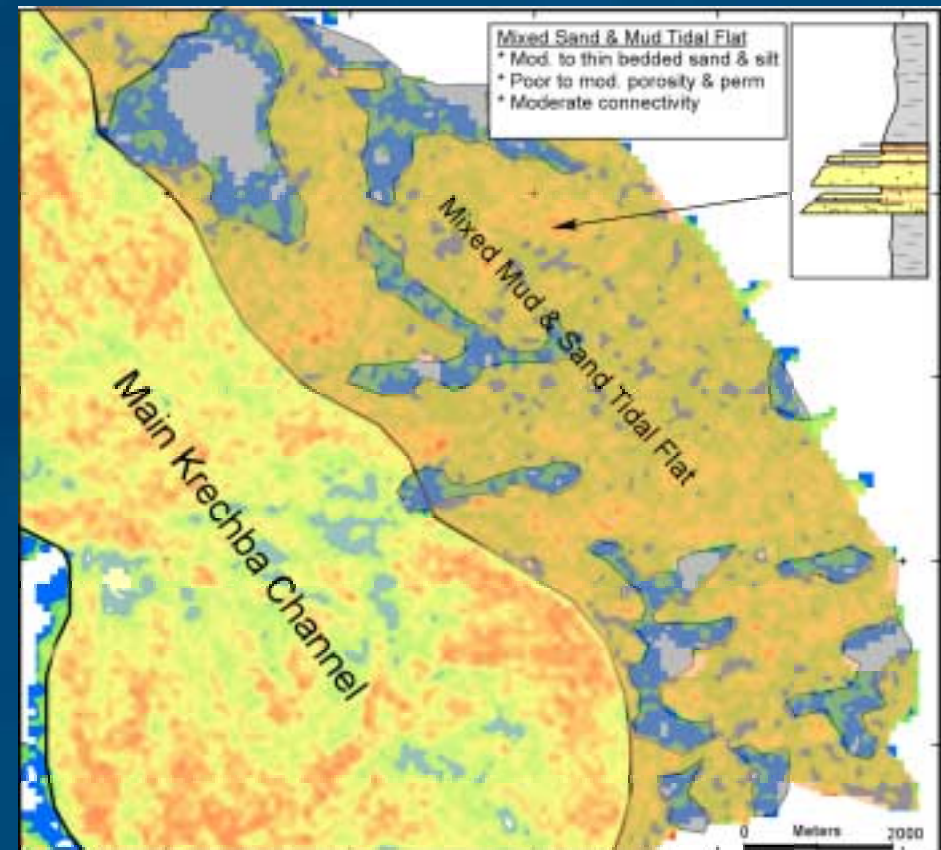 Mixed Sand & Mud Tidal Flat
* Mod. to thin bedded sand & silt
* Poor to mod. porosity & perm
* Moderate connectivity
Mixed Mud & Sand Tidal Flat
Main Krechba Channel
0 Meters 2000